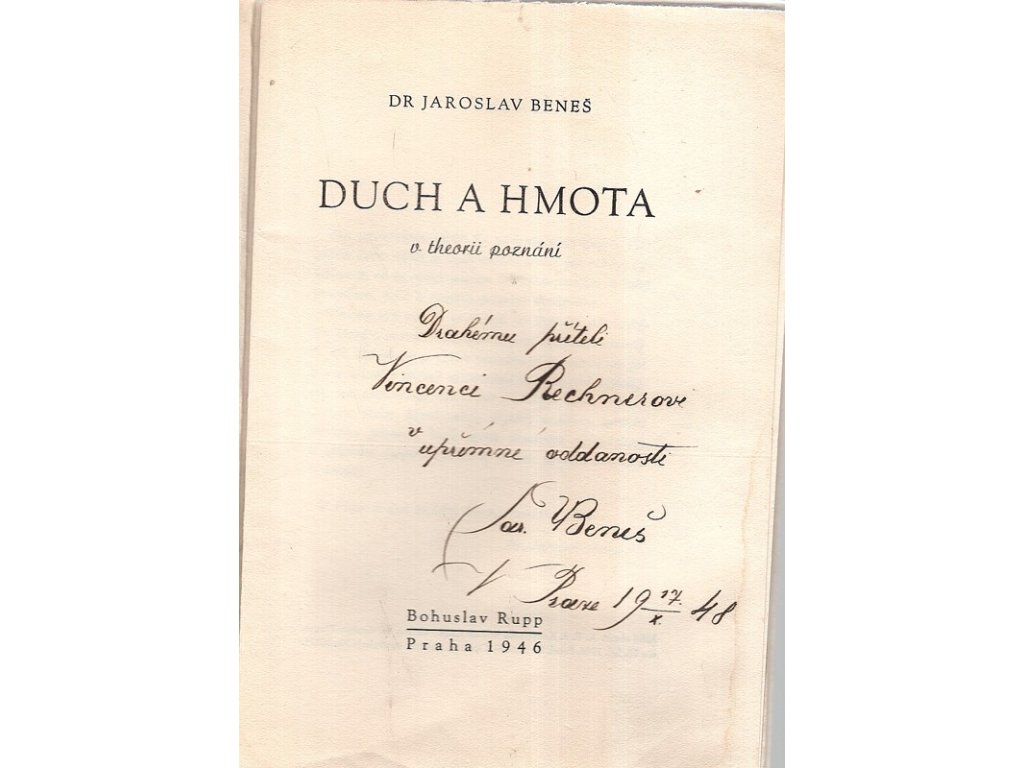 DR JAROSLAV BENEŠ
DUCH A HMOTA
v theorii poznání
Drahému příteli
Vincenci Rechnerovi
v upřímné oddanosti
Jar. Beneš
V Praze 19 17./X. 48
Bohuslav Rupp
Praha 1946